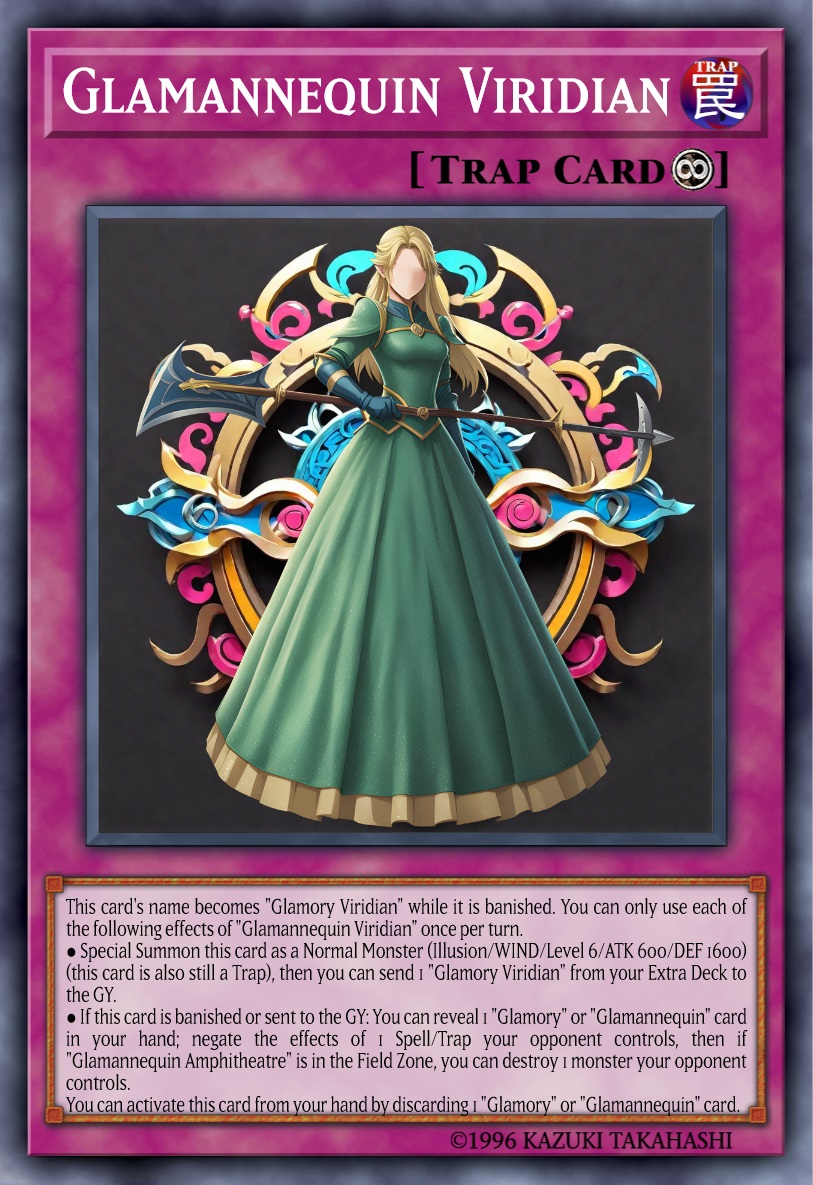 Glamannequin Viridian
TRAP
罠
[Trap Card]
This card's name becomes "Glamory Viridian" while it is banished. You can only use each of
the following effects of "Glamannequin Viridian" once per turn.
● Special Summon this card as a Normal Monster (Illusion/WIND/Level 6/ATK 600/DEF 1600)
(this card is also still a Trap), then you can send 1 "Glamory Viridian" from your Extra Deck to
the GY.
● If this card is banished or sent to the GY: You can reveal 1 "Glamory" or "Glamannequin" card
in your hand; negate the effects of 1 Spell/Trap your opponent controls, then if
"Glamannequin Amphitheatre" is in the Field Zone, you can destroy 1 monster your opponent
controls.
You can activate this card from your hand by discarding 1 "Glamory" or "Glamannequin" card.
©1996 KAZUKI TAKAHASHI